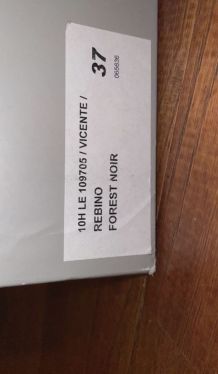 10H LE 109705 / VICENTE /
REBINO
FOREST NOIR
37
065636